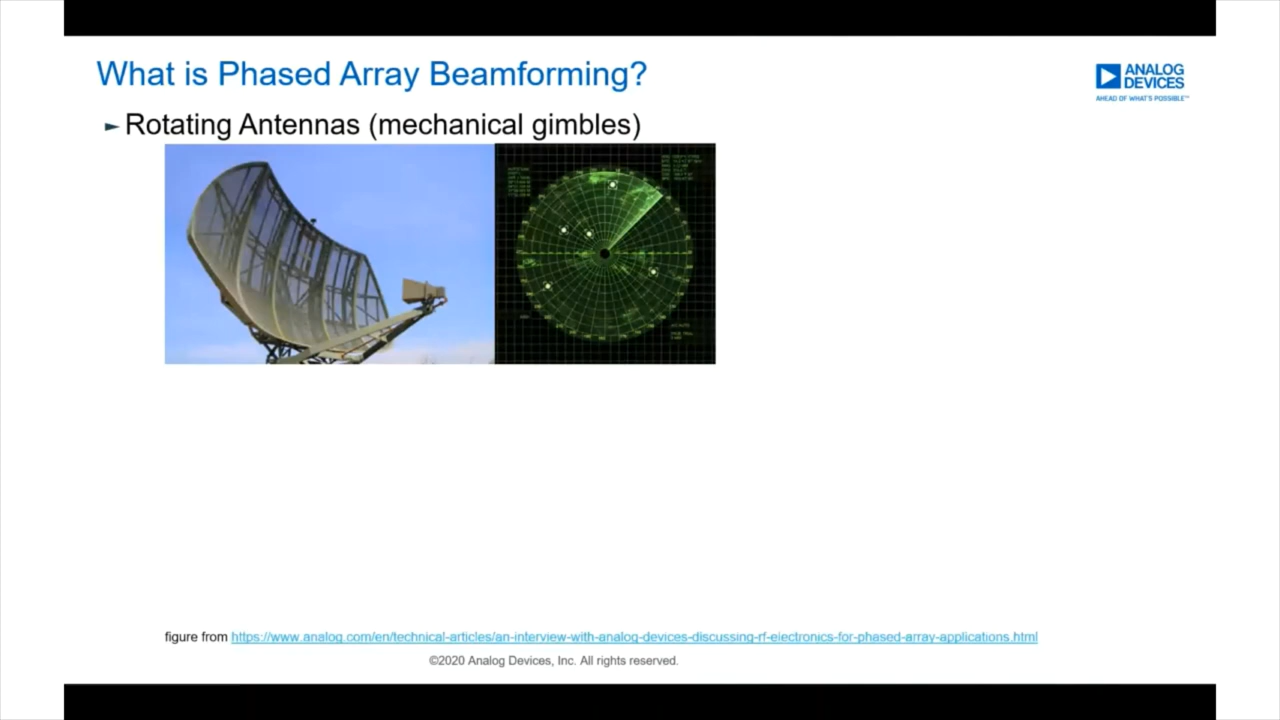 What is Phased Array Beamforming?
ANALOG
DEVICES
AHEAD OF WHAT'S POSSIBLE™
► Rotating Antennas (mechanical gimbles)
figure from https://www.analog.com/en/technical-articles/an-interview-with-analog-devices-discussing-rf-electronics-for-phased-array-applications.html
©2020 Analog Devices, Inc. All rights reserved.